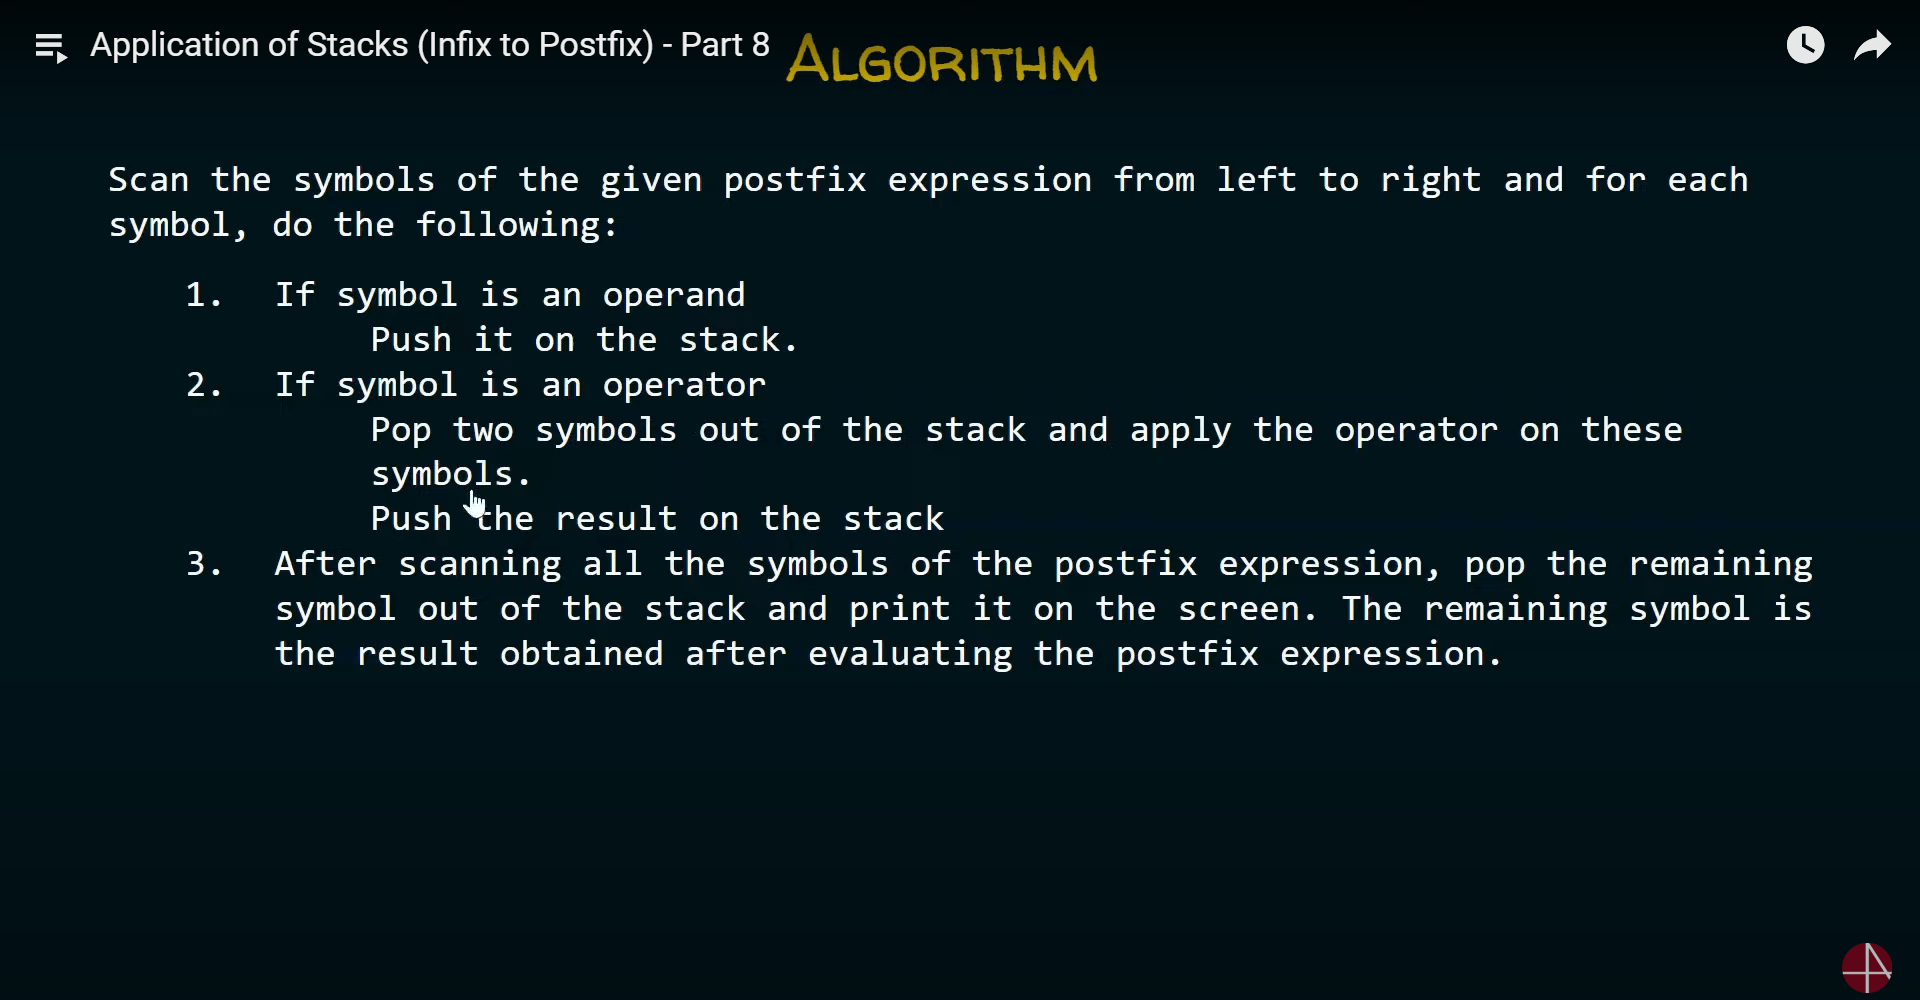 Application of Stacks (Infix to Postfix) - Part 8
ALGORITHM
Scan the symbols of the given postfix expression from left to right and for each
symbol, do the following:
1. If symbol is an operand
Push it on the stack.
2. If symbol is an operator
Pop two symbols out of the stack and apply the operator on these
symbols.
Push the result on the stack
3. After scanning all the symbols of the postfix expression, pop the remaining
symbol out of the stack and print it on the screen. The remaining symbol is
the result obtained after evaluating the postfix expression.